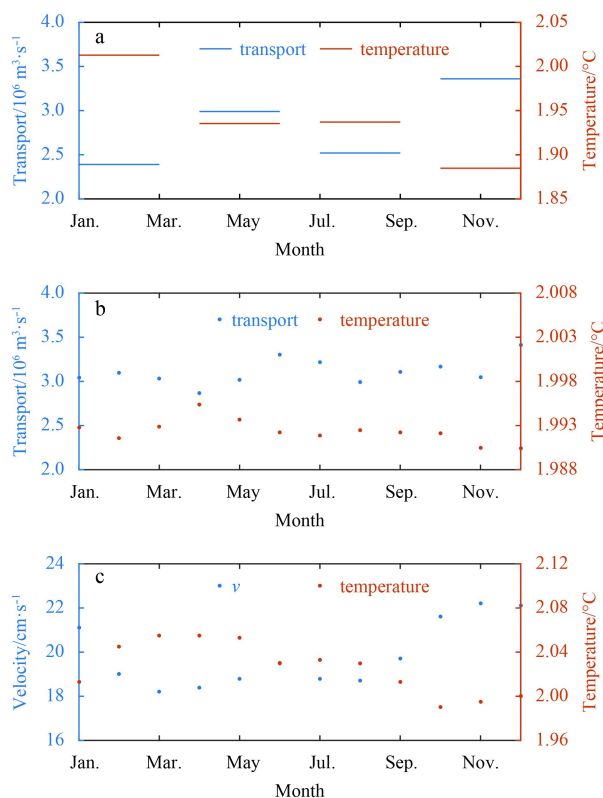 a
transport temperature
Transport/10⁶ m³·s⁻¹
4.0
3.5
3.0
2.5
2.0
Temperature/°C
2.05
2.00
1.95
1.90
1.85
Jan. Mar. May Jul. Sep. Nov.
Month
b
transport temperature
Transport/10⁶ m³·s⁻¹
4.0
3.5
3.0
2.5
2.0
Temperature/°C
2.008
2.003
1.998
1.993
1.988
Jan. Mar. May Jul. Sep. Nov.
Month
c
v temperature
Velocity/cm·s⁻¹
24
22
20
18
16
Temperature/°C
2.12
2.08
2.04
2.00
1.96
Jan. Mar. May Jul. Sep. Nov.
Month